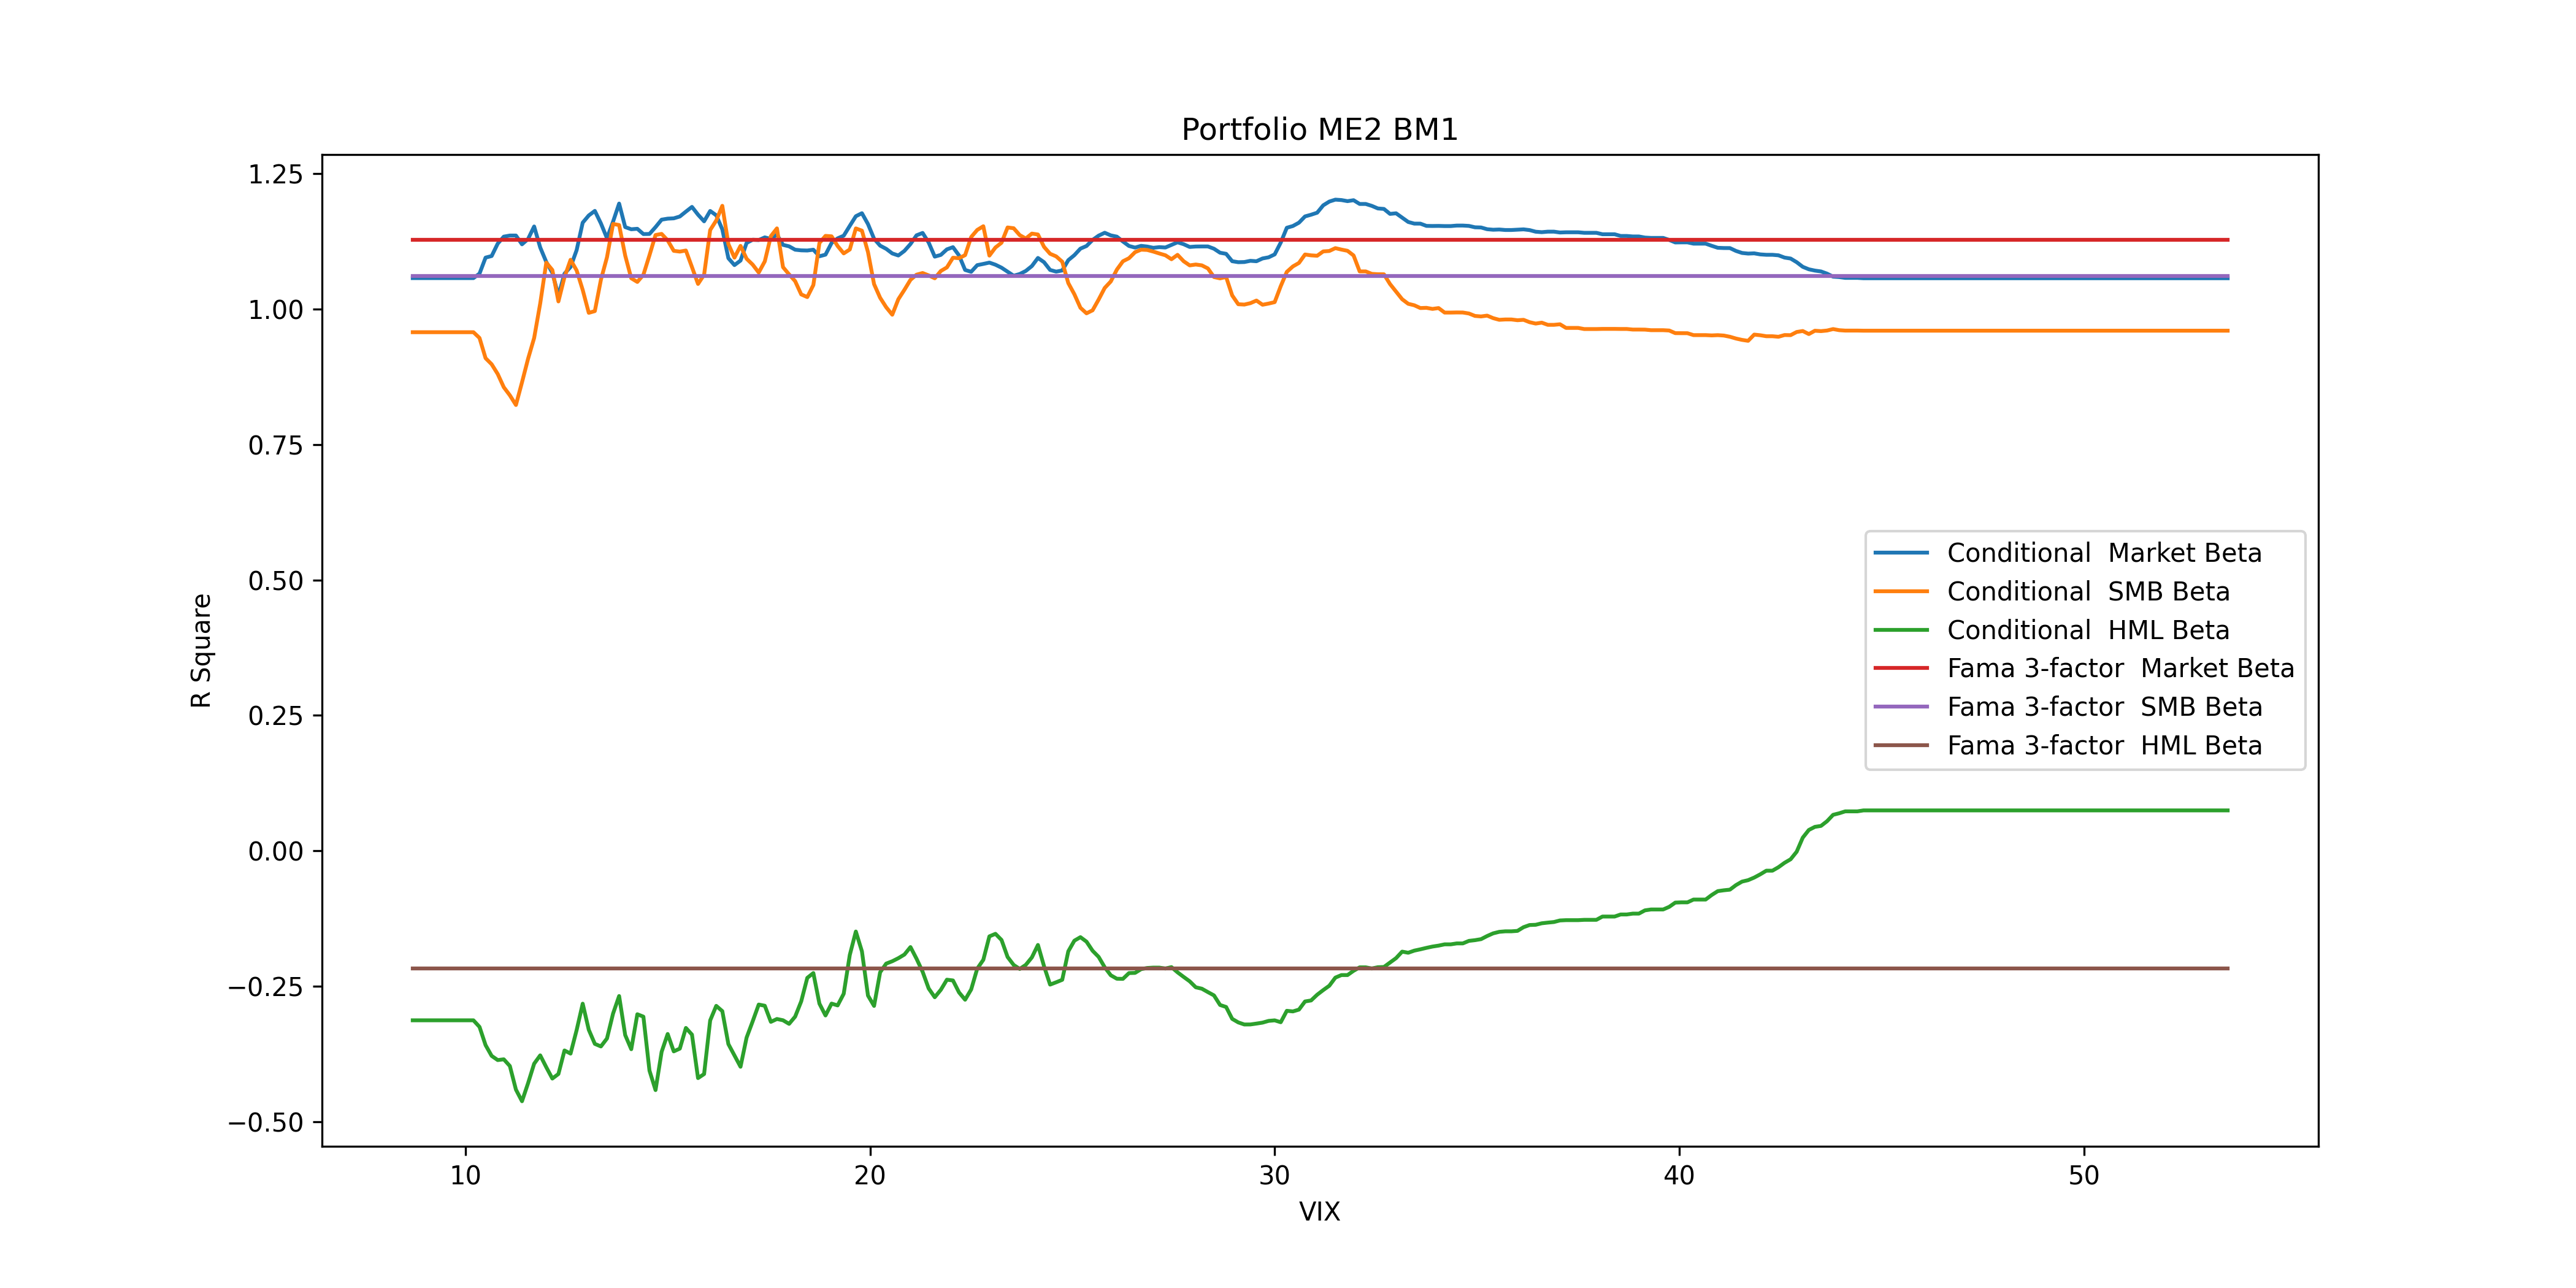 Portfolio ME2 BM1
1.25
1.00
0.75
0.50
0.25
0.00
−0.25
−0.50
R Square
Conditional  Market Beta
Conditional  SMB Beta
Conditional  HML Beta
Fama 3-factor  Market Beta
Fama 3-factor  SMB Beta
Fama 3-factor  HML Beta
10 20 30 40 50
VIX